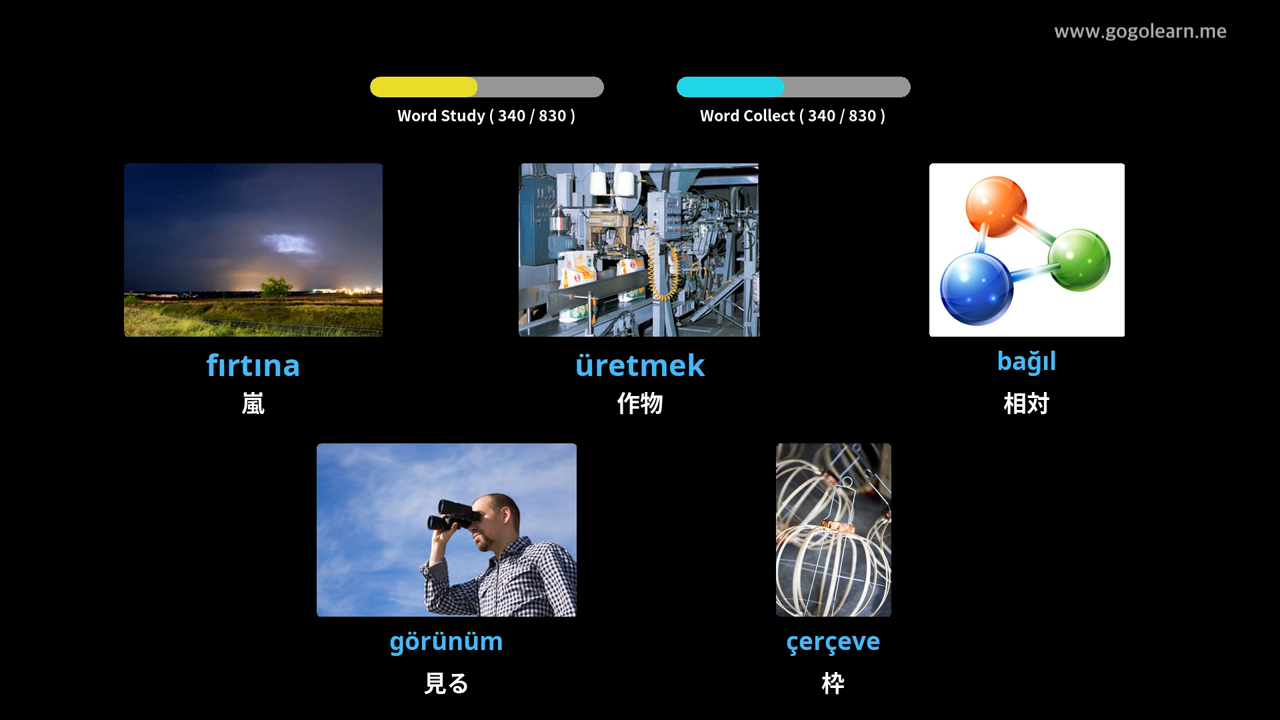 www.gogolearn.me
Word Study ( 340 / 830 )
Word Collect ( 340 / 830 )
fırtına
嵐
üretmek
作物
bağıl
相対
görünüm
見る
çerçeve
枠